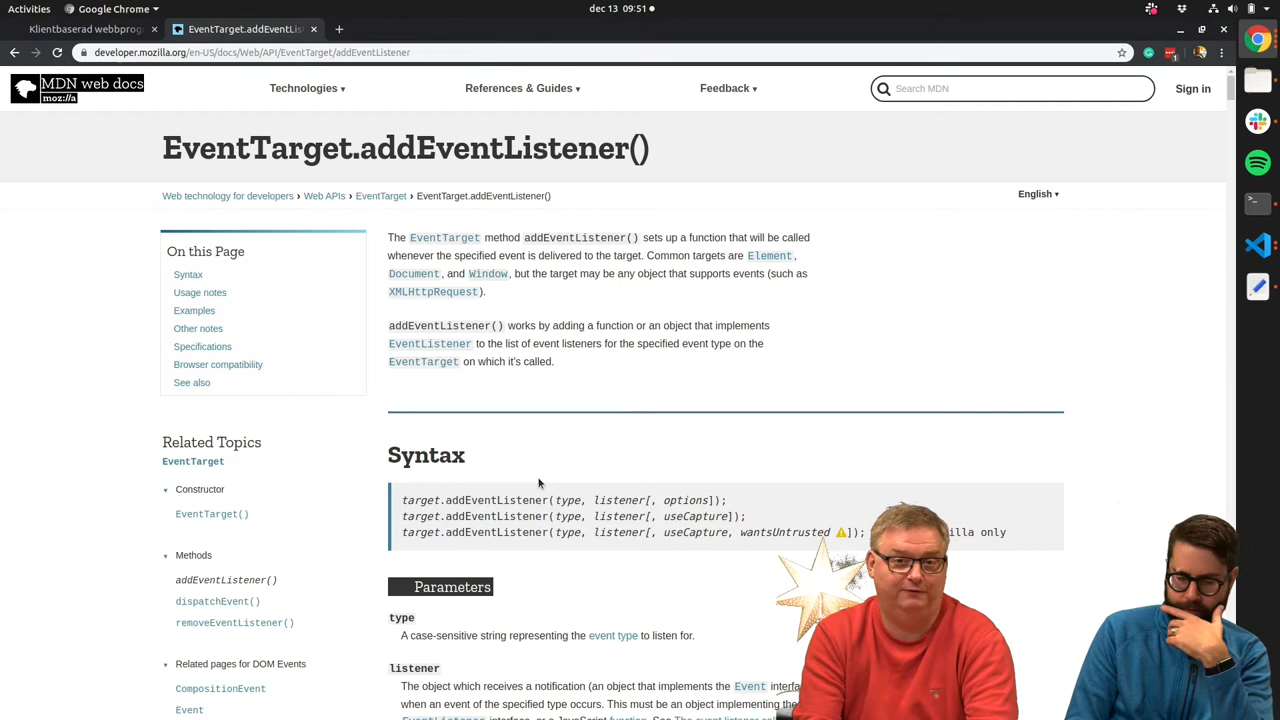 Activities
Google Chrome ▾
dec 13 09:51
Klientbaserad webbprog
EventTarget.addEventList
developer.mozilla.org/en-US/docs/Web/API/EventTarget/addEventListener
MDN web docs
moz://a
Technologies ▾
References & Guides ▾
Feedback ▾
Search MDN
Sign in
EventTarget.addEventListener()
Web technology for developers › Web APIs › EventTarget › EventTarget.addEventListener()
English ▾
On this Page
Syntax
Usage notes
Examples
Other notes
Specifications
Browser compatibility
See also
Related Topics
EventTarget
Constructor
EventTarget()
Methods
addEventListener()
dispatchEvent()
removeEventListener()
Related pages for DOM Events
CompositionEvent
Event
The EventTarget method addEventListener() sets up a function that will be called
whenever the specified event is delivered to the target. Common targets are Element,
Document, and Window, but the target may be any object that supports events (such as
XMLHttpRequest).
addEventListener() works by adding a function or an object that implements
EventListener to the list of event listeners for the specified event type on the
EventTarget on which it's called.
Syntax
target.addEventListener(type, listener[, options]);
target.addEventListener(type, listener[, useCapture]);
target.addEventListener(type, listener[, useCapture, wantsUntrusted ]); illa only
Parameters
type
A case-sensitive string representing the event type to listen for.
listener
The object which receives a notification (an object that implements the Event interfa
when an event of the specified type occurs. This must be an object implementing the